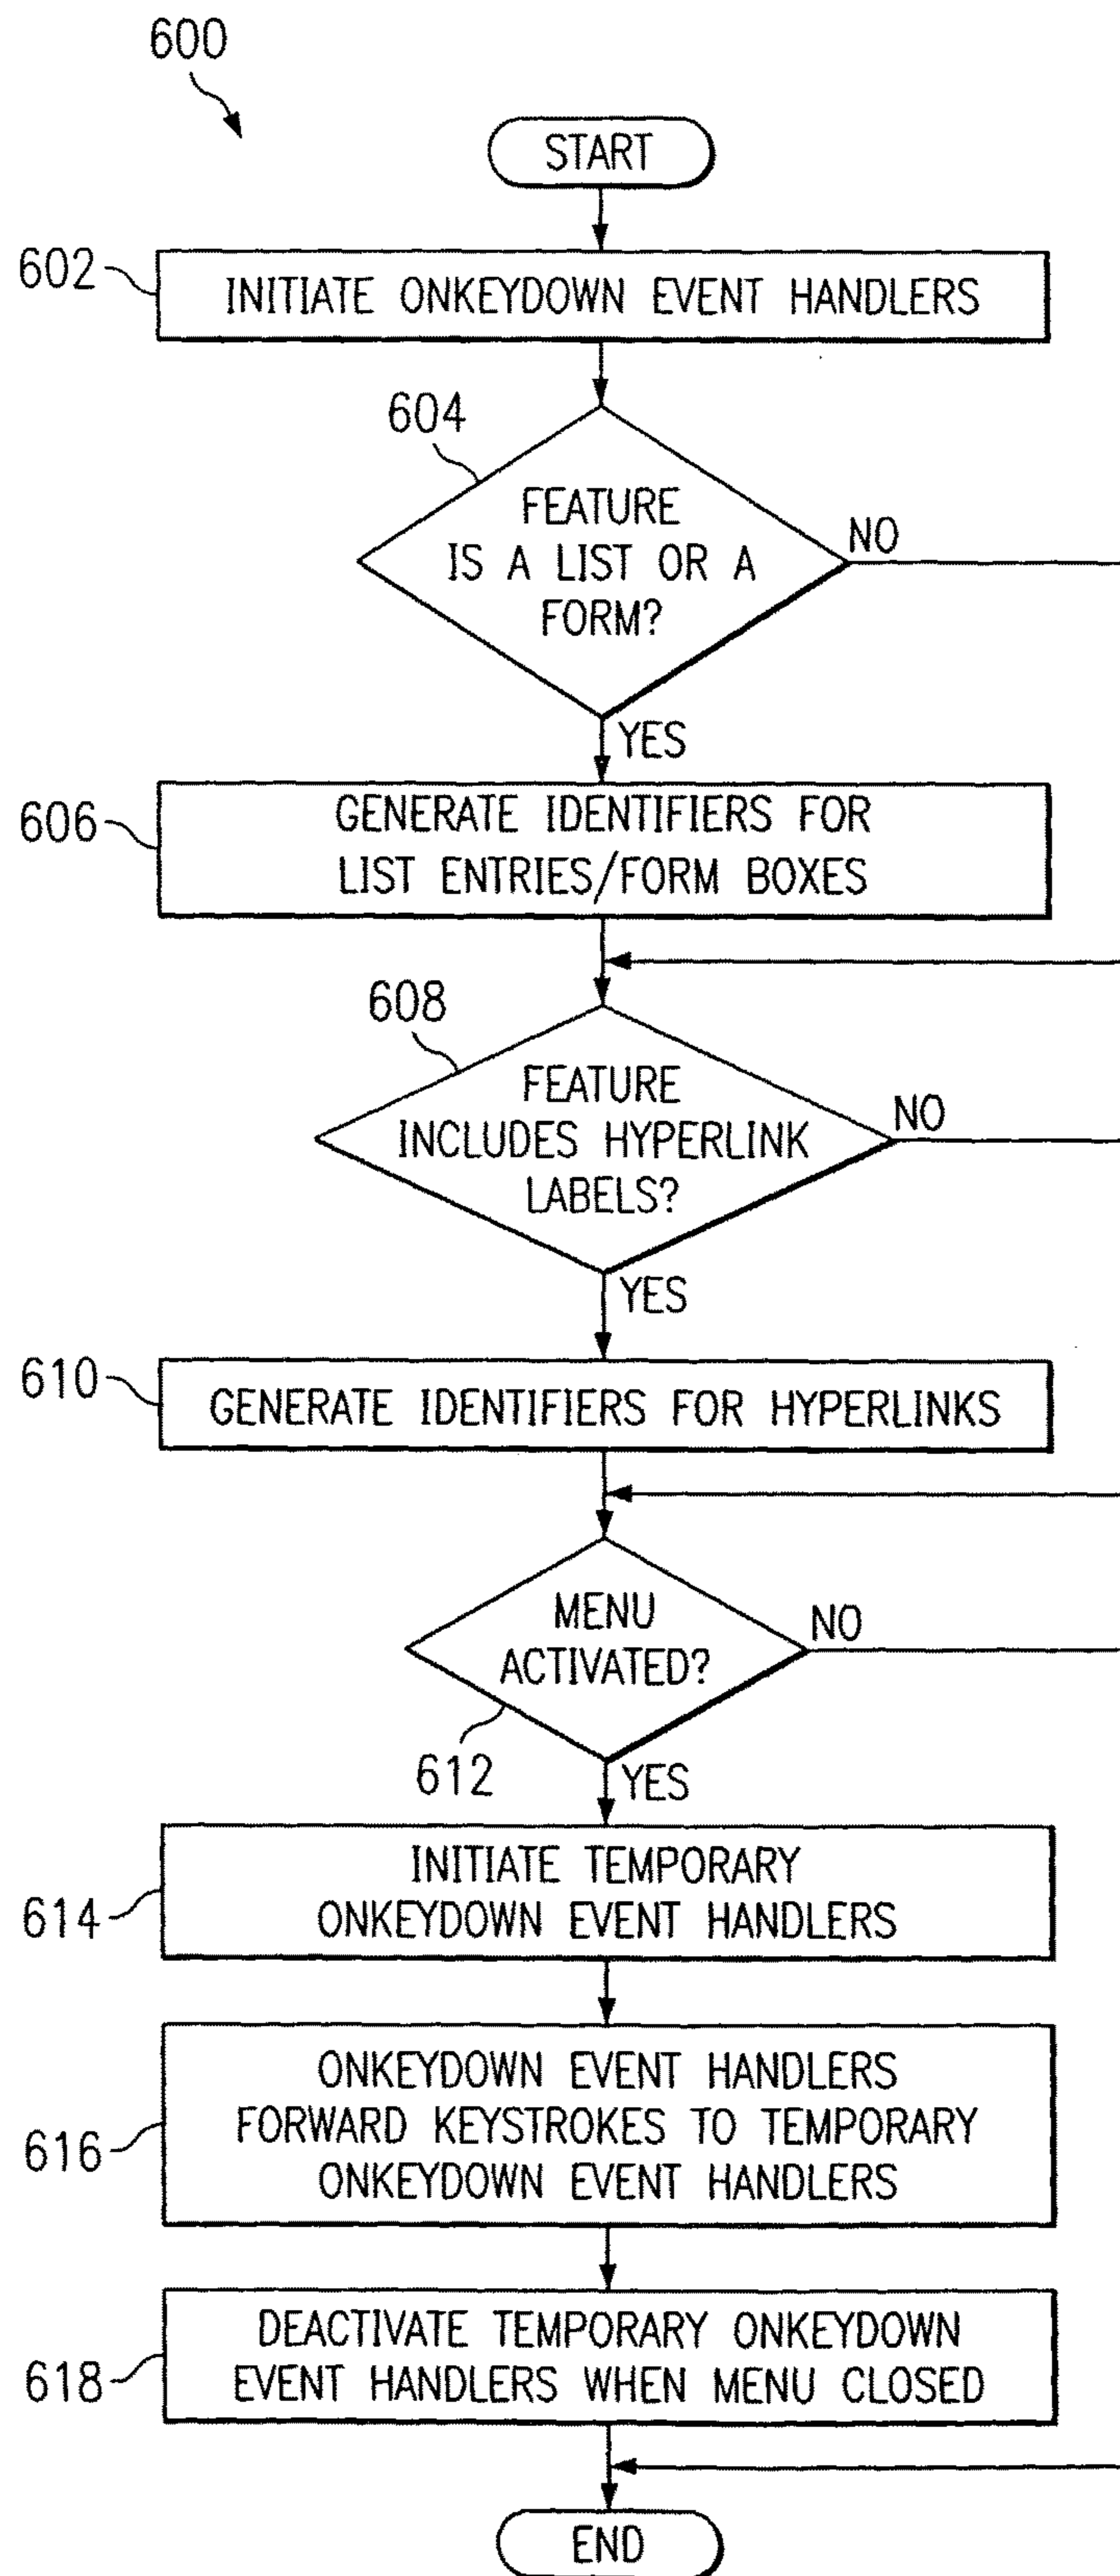 600
START
602
INITIATE ONKEYDOWN EVENT HANDLERS
604
FEATURE
IS A LIST OR A
FORM?
NO
YES
606
GENERATE IDENTIFIERS FOR
LIST ENTRIES/FORM BOXES
608
FEATURE
INCLUDES HYPERLINK
LABELS?
NO
YES
610
GENERATE IDENTIFIERS FOR HYPERLINKS
MENU
ACTIVATED?
NO
612
YES
614
INITIATE TEMPORARY
ONKEYDOWN EVENT HANDLERS
616
ONKEYDOWN EVENT HANDLERS
FORWARD KEYSTROKES TO TEMPORARY
ONKEYDOWN EVENT HANDLERS
618
DEACTIVATE TEMPORARY ONKEYDOWN
EVENT HANDLERS WHEN MENU CLOSED
END